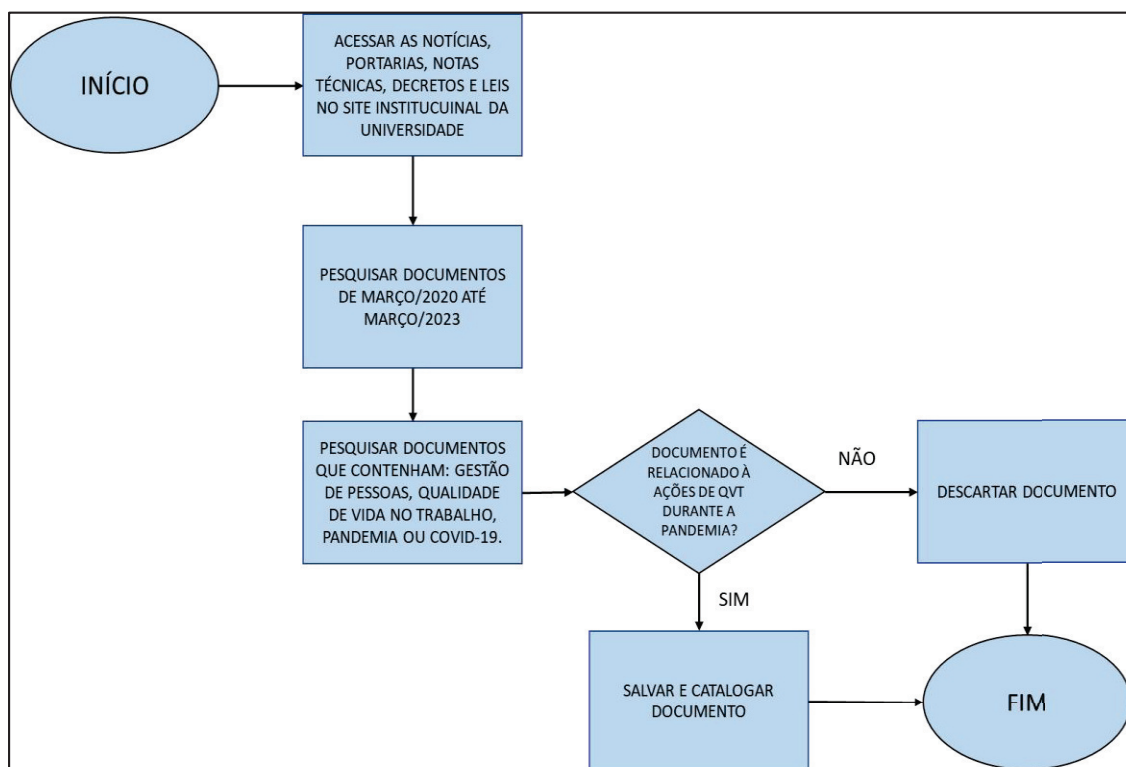 INÍCIO
ACESSAR AS NOTÍCIAS,
PORTARIAS, NOTAS
TÉCNICAS, DECRETOS E LEIS
NO SITE INSTITUCUINAL DA
UNIVERSIDADE
PESQUISAR DOCUMENTOS
DE MARÇO/2020 ATÉ
MARÇO/2023
PESQUISAR DOCUMENTOS
QUE CONTENHAM: GESTÃO
DE PESSOAS, QUALIDADE
DE VIDA NO TRABALHO,
PANDEMIA OU COVID-19.
DOCUMENTO É
RELACIONADO À
AÇÕES DE QVT
DURANTE A
PANDEMIA?
NÃO
DESCARTAR DOCUMENTO
SIM
SALVAR E CATALOGAR
DOCUMENTO
FIM